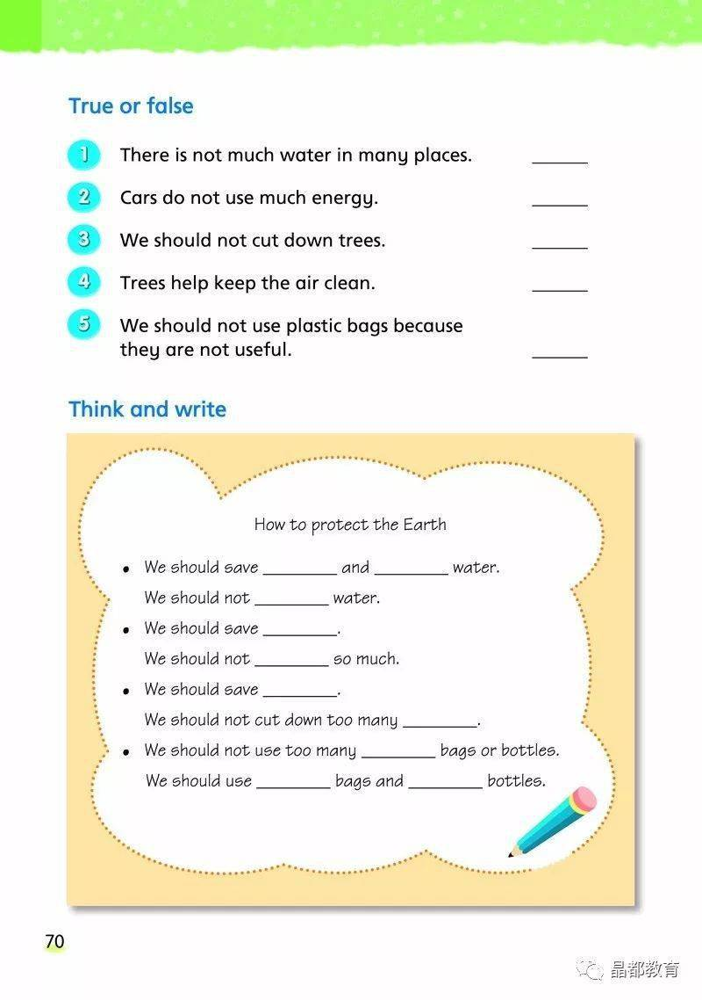 True or false
1 There is not much water in many places. ______
2 Cars do not use much energy. ______
3 We should not cut down trees. ______
4 Trees help keep the air clean. ______
5 We should not use plastic bags because
they are not useful. ______
Think and write
How to protect the Earth
• We should save ________ and ________ water.
We should not ________ water.
• We should save ________.
We should not ________ so much.
• We should save ________.
We should not cut down too many ________.
• We should not use too many ________ bags or bottles.
We should use ________ bags and ________ bottles.
70
晶都教育